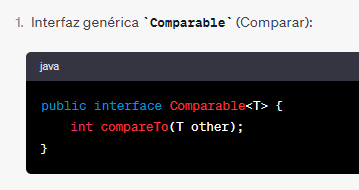 1. Interfaz genérica `Comparable` (Comparar):
java
public interface Comparable<T> {
    int compareTo(T other);
}